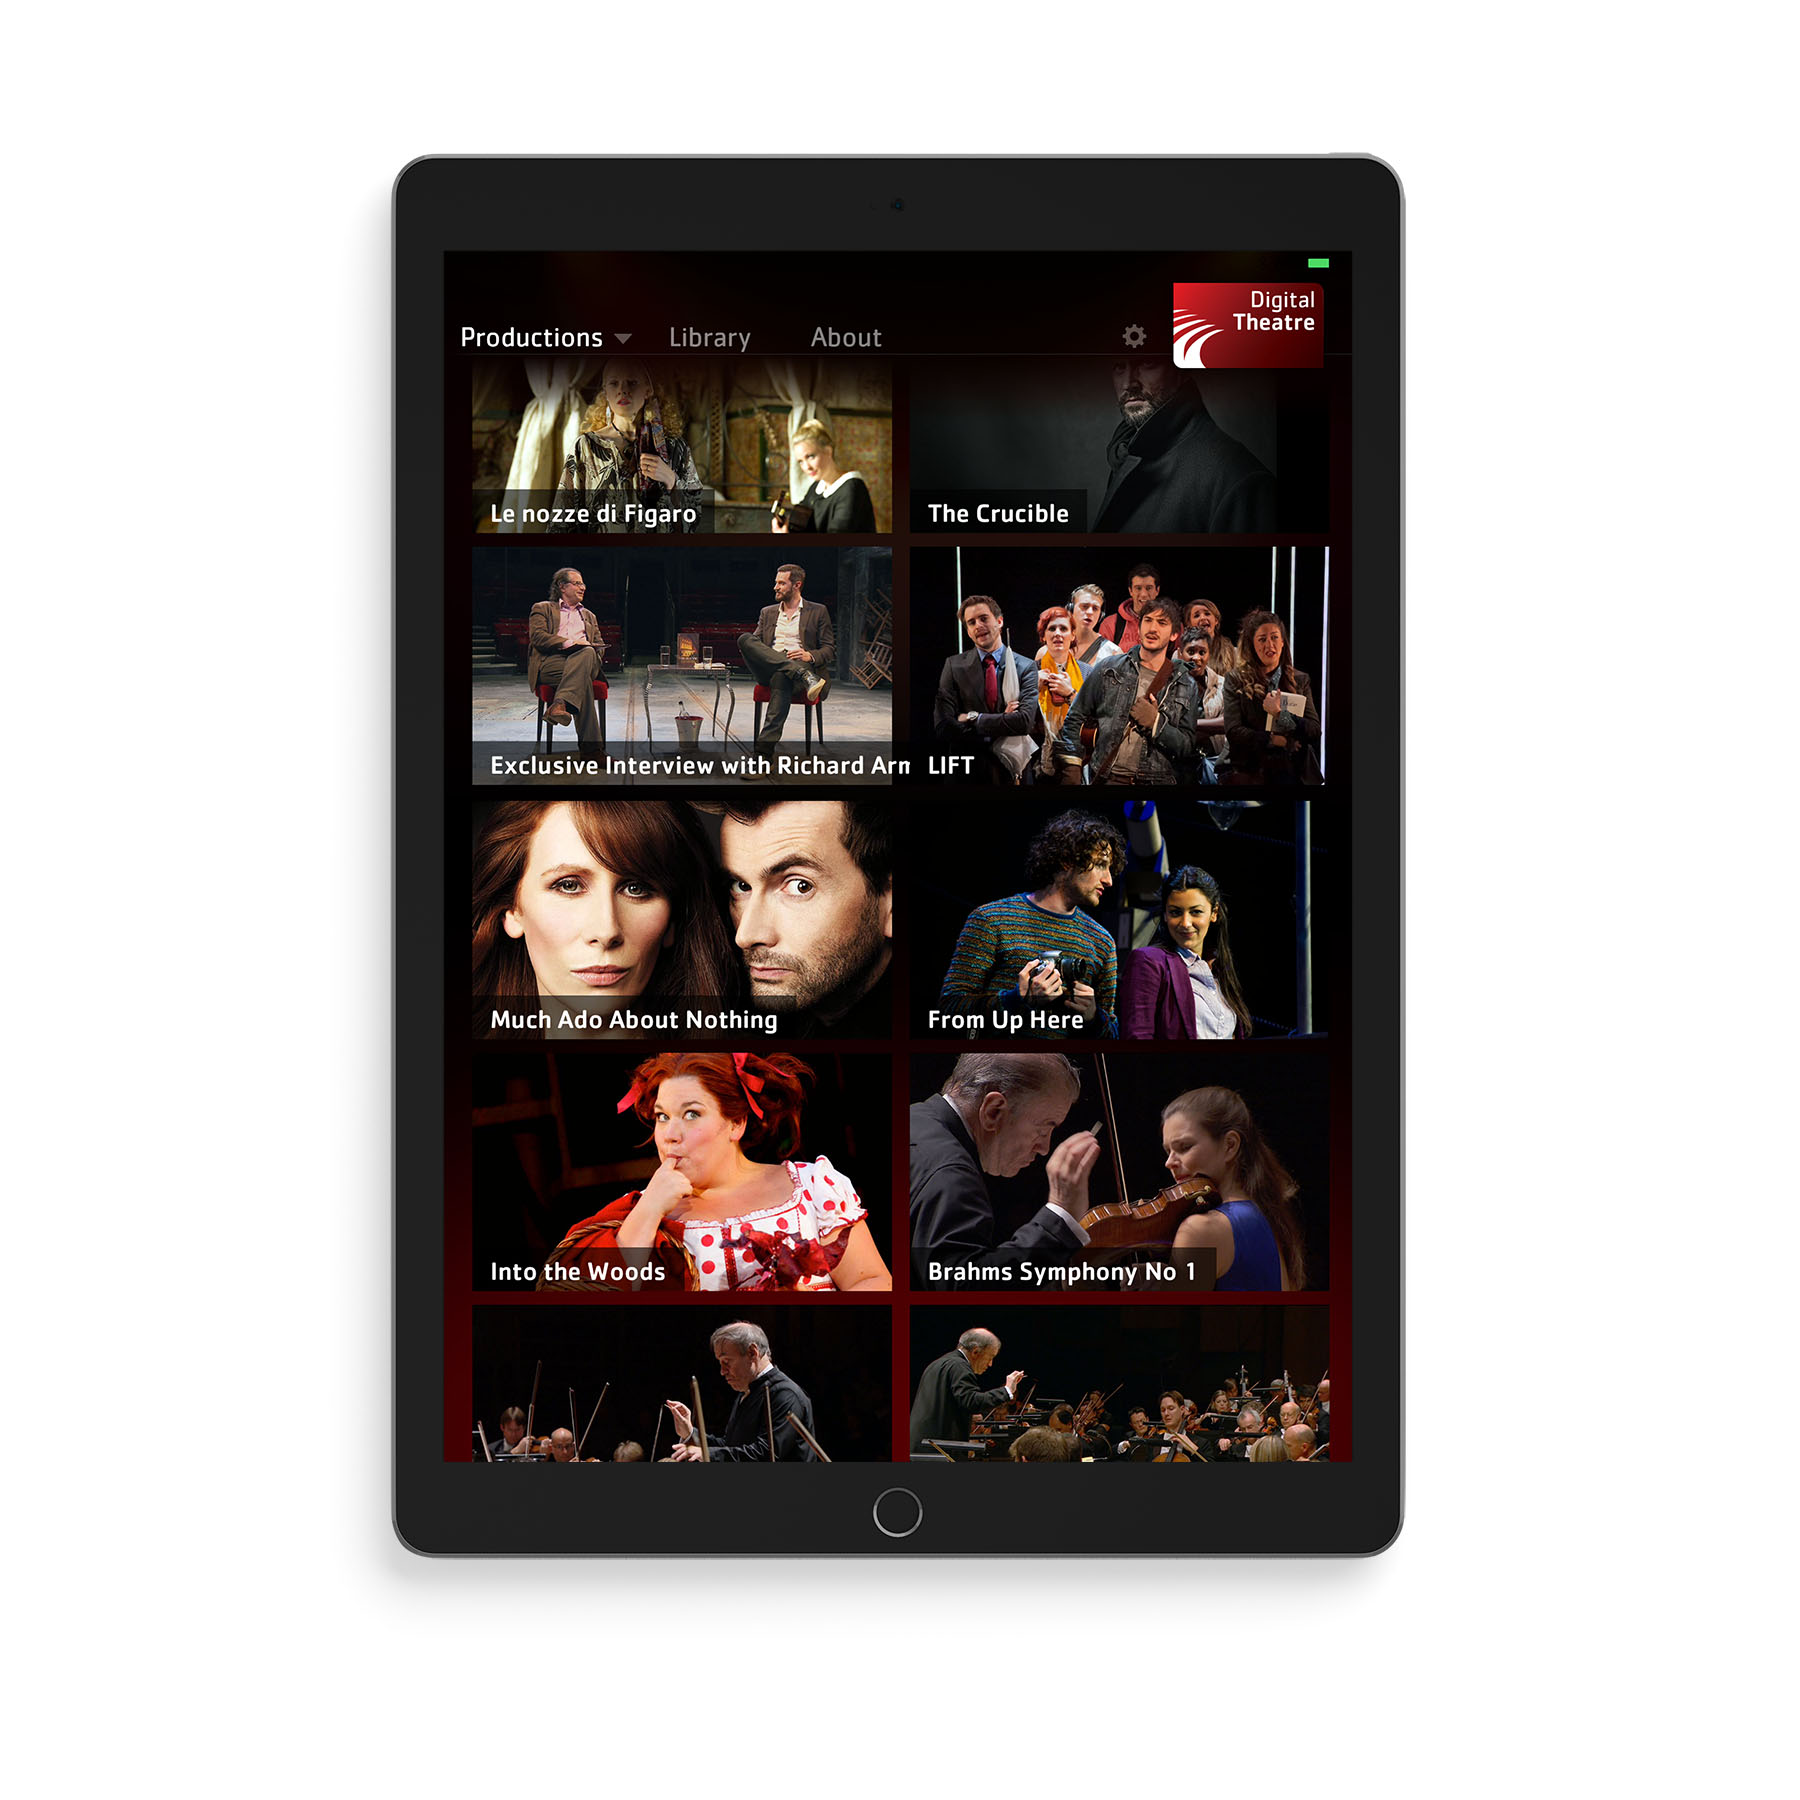 Digital
Theatre
Productions
Library
About
Le nozze di Figaro
The Crucible
Exclusive Interview with Richard Arm
LIFT
Much Ado About Nothing
From Up Here
Into the Woods
Brahms Symphony No 1